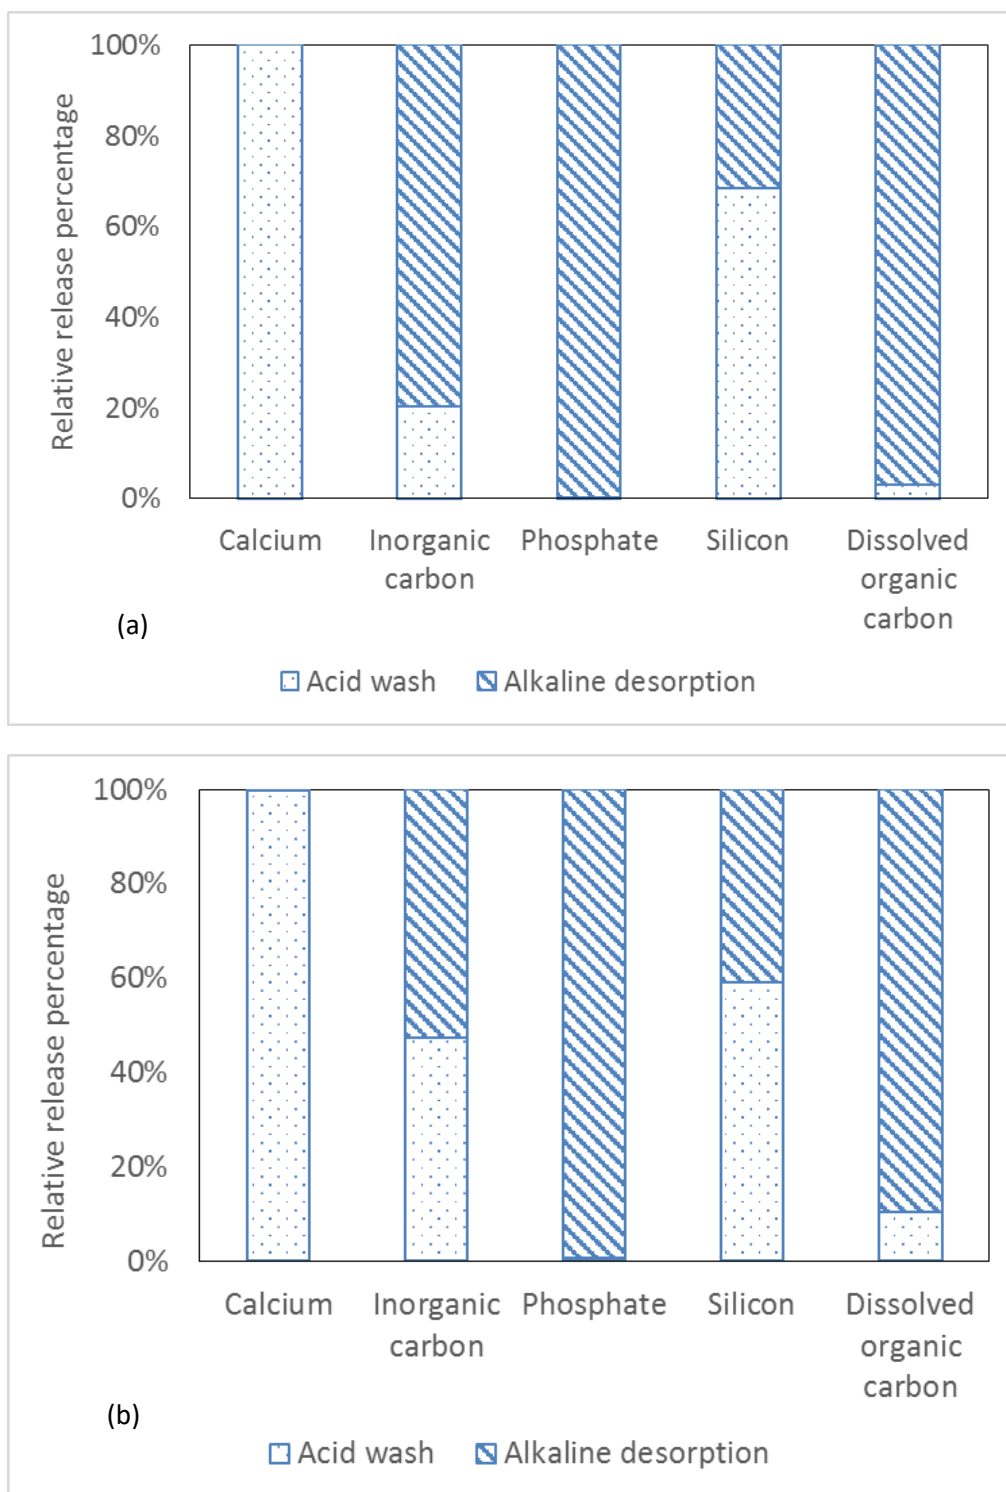 Relative release percentage
100%
80%
60%
40%
20%
0%
Calcium
Inorganic
carbon
Phosphate
Silicon
Dissolved
organic
carbon
(a)
Acid wash
Alkaline desorption
Relative release percentage
100%
80%
60%
40%
20%
0%
Calcium
Inorganic
carbon
Phosphate
Silicon
Dissolved
organic
carbon
(b)
Acid wash
Alkaline desorption